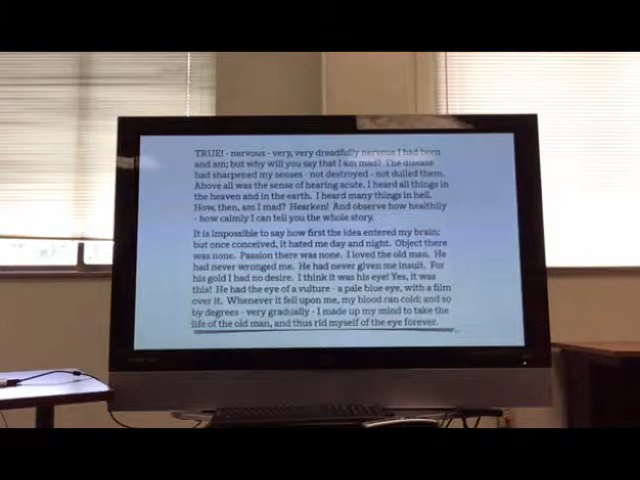 TRUE! - nervous - very, very dreadfully nervous I had been
and am; but why will you say that I am mad? The disease
had sharpened my senses - not destroyed - not dulled them.
Above all was the sense of hearing acute. I heard all things in
the heaven and in the earth. I heard many things in hell.
How, then, am I mad? Hearken! And observe how healthily
- how calmly I can tell you the whole story.
It is impossible to say how first the idea entered my brain;
but once conceived, it hated me day and night. Object there
was none. Passion there was none. I loved the old man. He
had never wronged me. He had never given me insult. For
his gold I had no desire. I think it was his eye! Yes, it was
this! He had the eye of a vulture - a pale blue eye, with a film
over it. Whenever it fell upon me, my blood ran cold; and so
by degrees - very gradually - I made up my mind to take the
life of the old man, and thus rid myself of the eye forever.